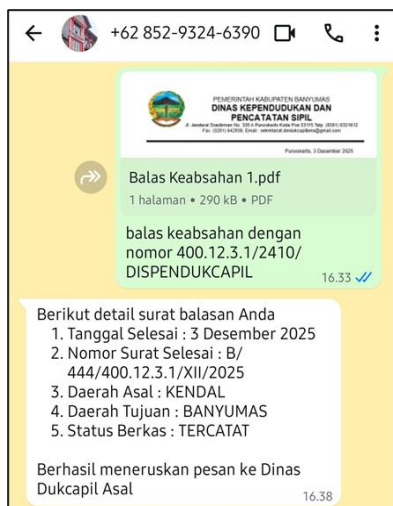 +62 852-9324-6390
PEMERINTAH KABUPATEN BANYUMAS
DINAS KEPENDUDUKAN DAN
PENCATATAN SIPIL
Purwokerto, 3 Desember 2025
Balas Keabsahan 1.pdf
1 halaman • 290 kB • PDF
balas keabsahan dengan
nomor 400.12.3.1/2410/
DISPENDUKCAPIL
16.33
Berikut detail surat balasan Anda
1. Tanggal Selesai : 3 Desember 2025
2. Nomor Surat Selesai : B/
444/400.12.3.1/XII/2025
3. Daerah Asal : KENDAL
4. Daerah Tujuan : BANYUMAS
5. Status Berkas : TERCATAT
Berhasil meneruskan pesan ke Dinas
Dukcapil Asal
16.38